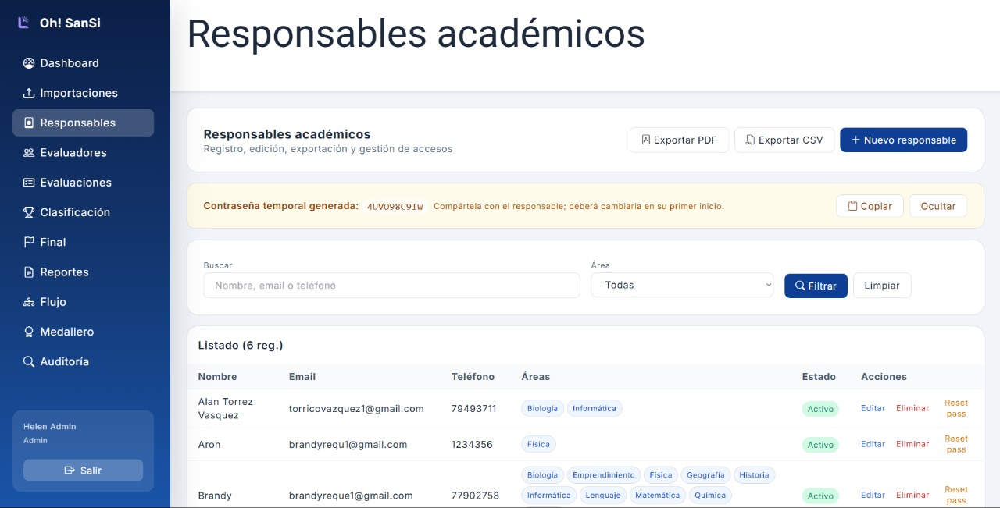 Oh! SanSi
Dashboard
Importaciones
Responsables
Evaluadores
Evaluaciones
Clasificación
Final
Reportes
Flujo
Medallero
Auditoría
Helen Admin
Admin
Salir
Responsables académicos
Responsables académicos
Registro, edición, exportación y gestión de accesos
Exportar PDF
Exportar CSV
+ Nuevo responsable
Contraseña temporal generada: 4UVO98C9Iw Compártela con el responsable; deberá cambiarla en su primer inicio.
Copiar
Ocultar
Buscar
Nombre, email o teléfono
Área
Todas
Filtrar
Limpiar
Listado (6 reg.)
Nombre Email Teléfono Áreas Estado Acciones
Alan Torrez Vasquez torricovazquez1@gmail.com 79493711 Biología Informática Activo Editar Eliminar Reset pass
Aron brandyrequ1@gmail.com 1234356 Física Activo Editar Eliminar Reset pass
Brandy brandyreque1@gmail.com 77902758 Biología Emprendimiento Física Geografía Historia
Informática Lenguaje Matemática Química Activo Editar Eliminar Reset pass